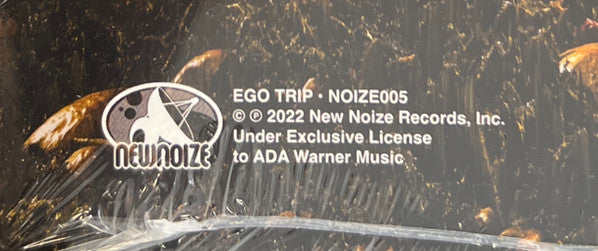 EGO TRIP • NOIZE005
© ℗ 2022 New Noize Records, Inc.
Under Exclusive License
to ADA Warner Music
NEWNOIZE